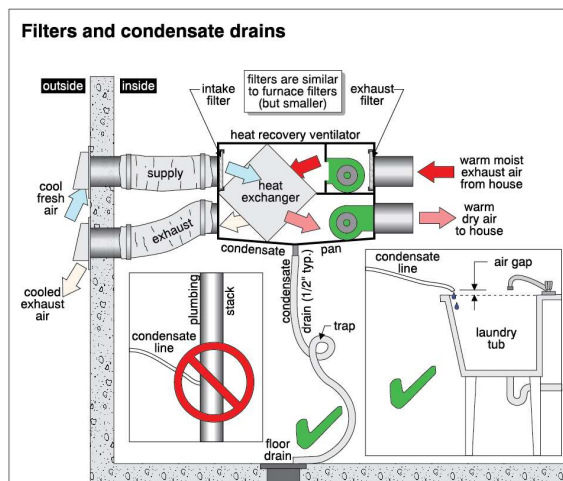 Filters and condensate drains
outside
inside
intake
filter
filters are similar
to furnace filters
(but smaller)
exhaust
filter
heat recovery ventilator
supply
heat
exchanger
warm moist
exhaust air
from house
cool
fresh
air
exhaust
warm
dry air
to house
condensate
pan
cooled
exhaust
air
condensate
drain (1/2" typ.)
trap
floor
drain
plumbing
stack
condensate
line
condensate
line
air gap
laundry
tub